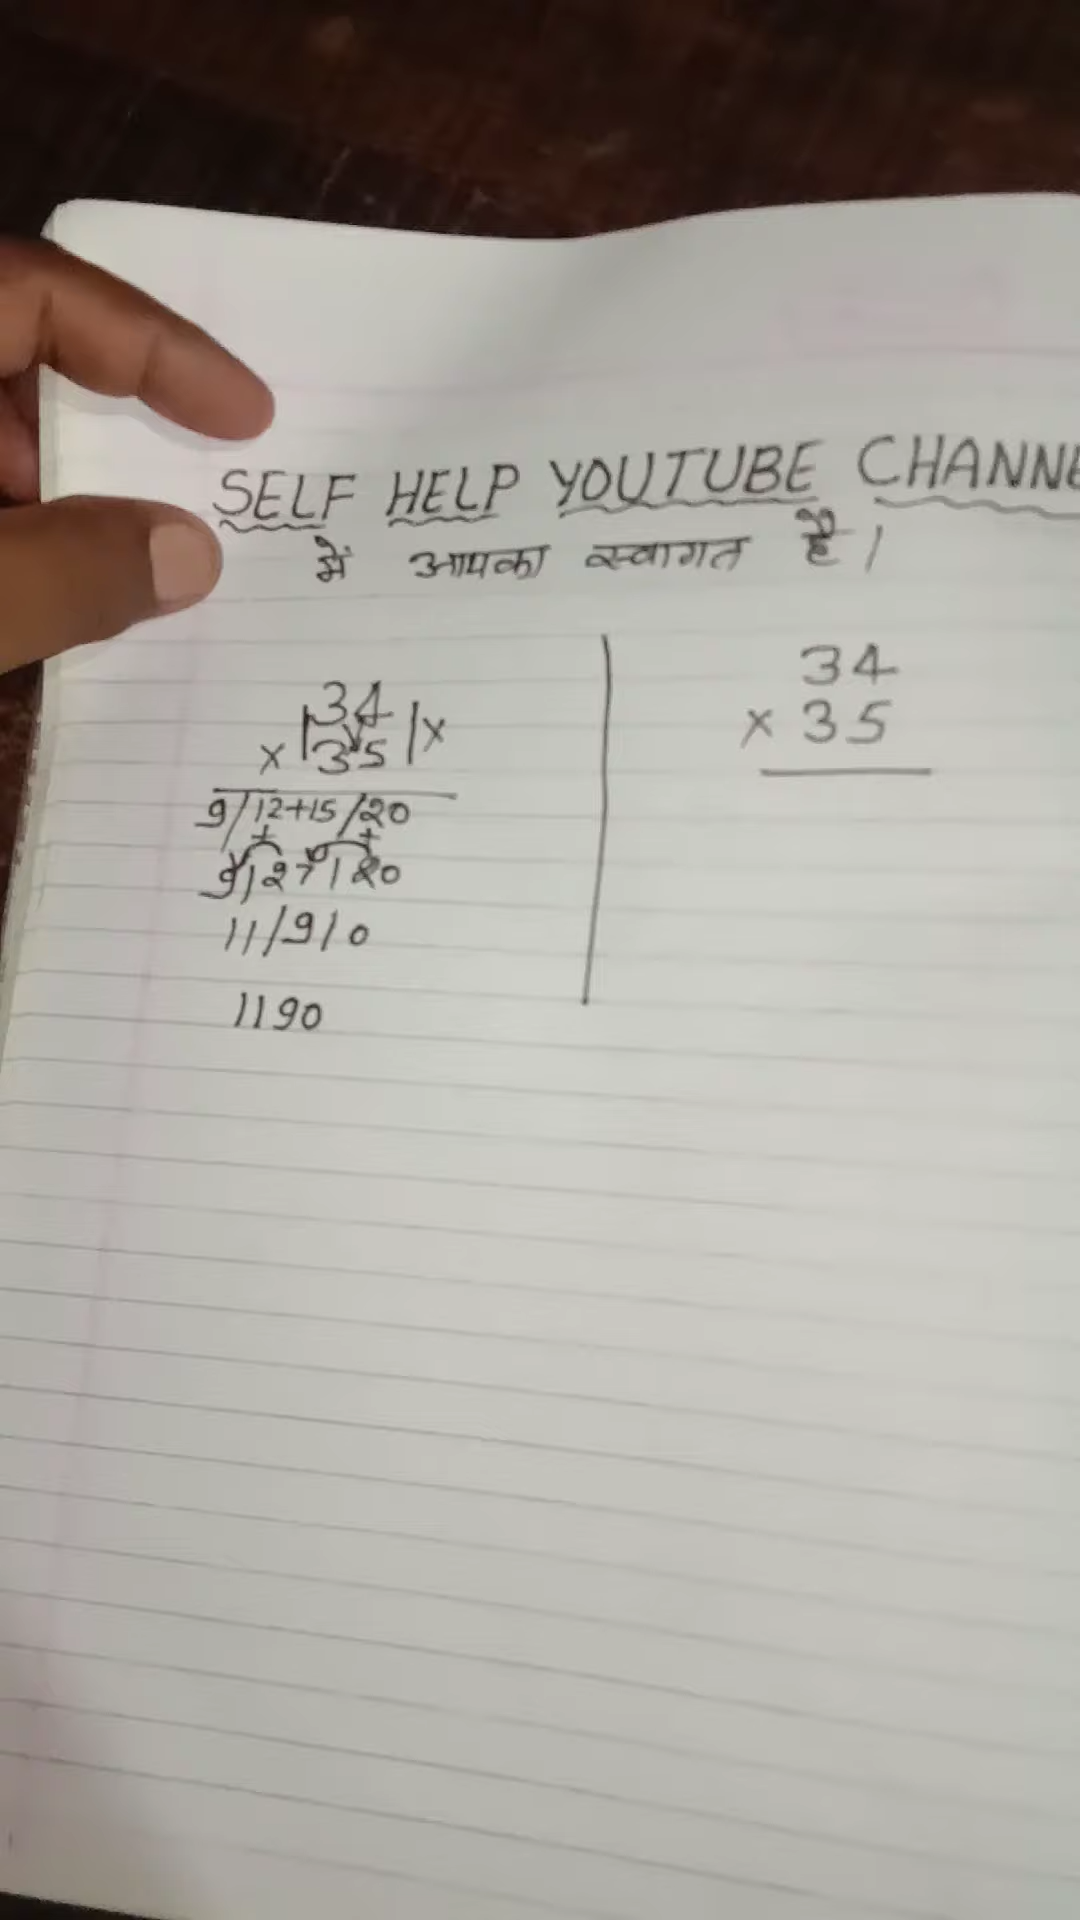 SELF HELP YOUTUBE CHANNE
में आपका स्वागत है।
34
× 35 ×
9/12+15/20
+ +
9/27/20
11/9/0
1190
34
× 35